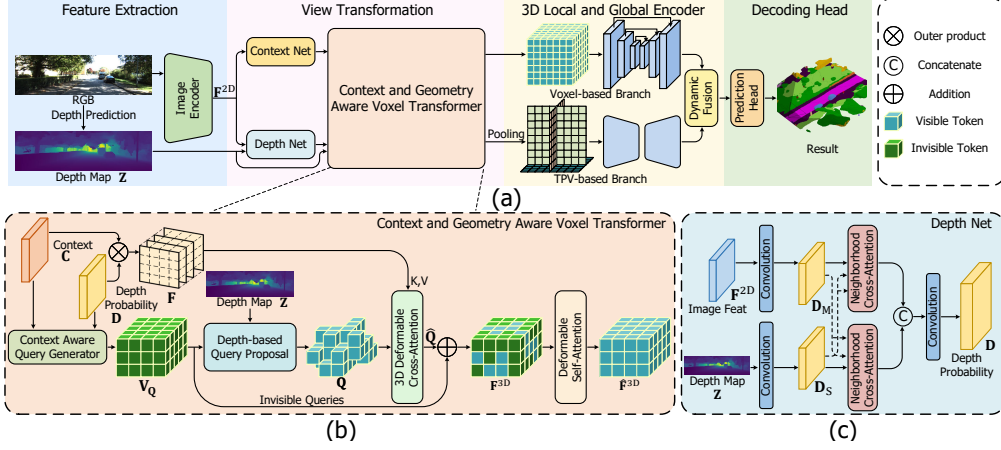 Feature Extraction
View Transformation
3D Local and Global Encoder
Decoding Head
RGB
Depth Prediction
Depth Map Z
Image
Encoder
F²ᴰ
Context Net
Depth Net
Context and Geometry
Aware Voxel Transformer
Pooling
Voxel-based Branch
TPV-based Branch
Dynamic
Fusion
Prediction
Head
Result
Outer product
C Concatenate
Addition
Visible Token
Invisible Token
(a)
Context and Geometry Aware Voxel Transformer
Context
C
Depth
Probability
D
F
Context Aware
Query Generator
V_Q
Depth Map Z
Depth-based
Query Proposal
Q
K,V
3D Deformable
Cross-Attention
Q̂
Invisible Queries
F³ᴰ
Deformable
Self-Attention
F̂³ᴰ
(b)
Depth Net
F²ᴰ
Image Feat
Convolution
D_M
Neighborhood
Cross-Attention
Depth Map
Z
Convolution
D_S
Neighborhood
Cross-Attention
C
Convolution
D
Depth
Probability
(c)